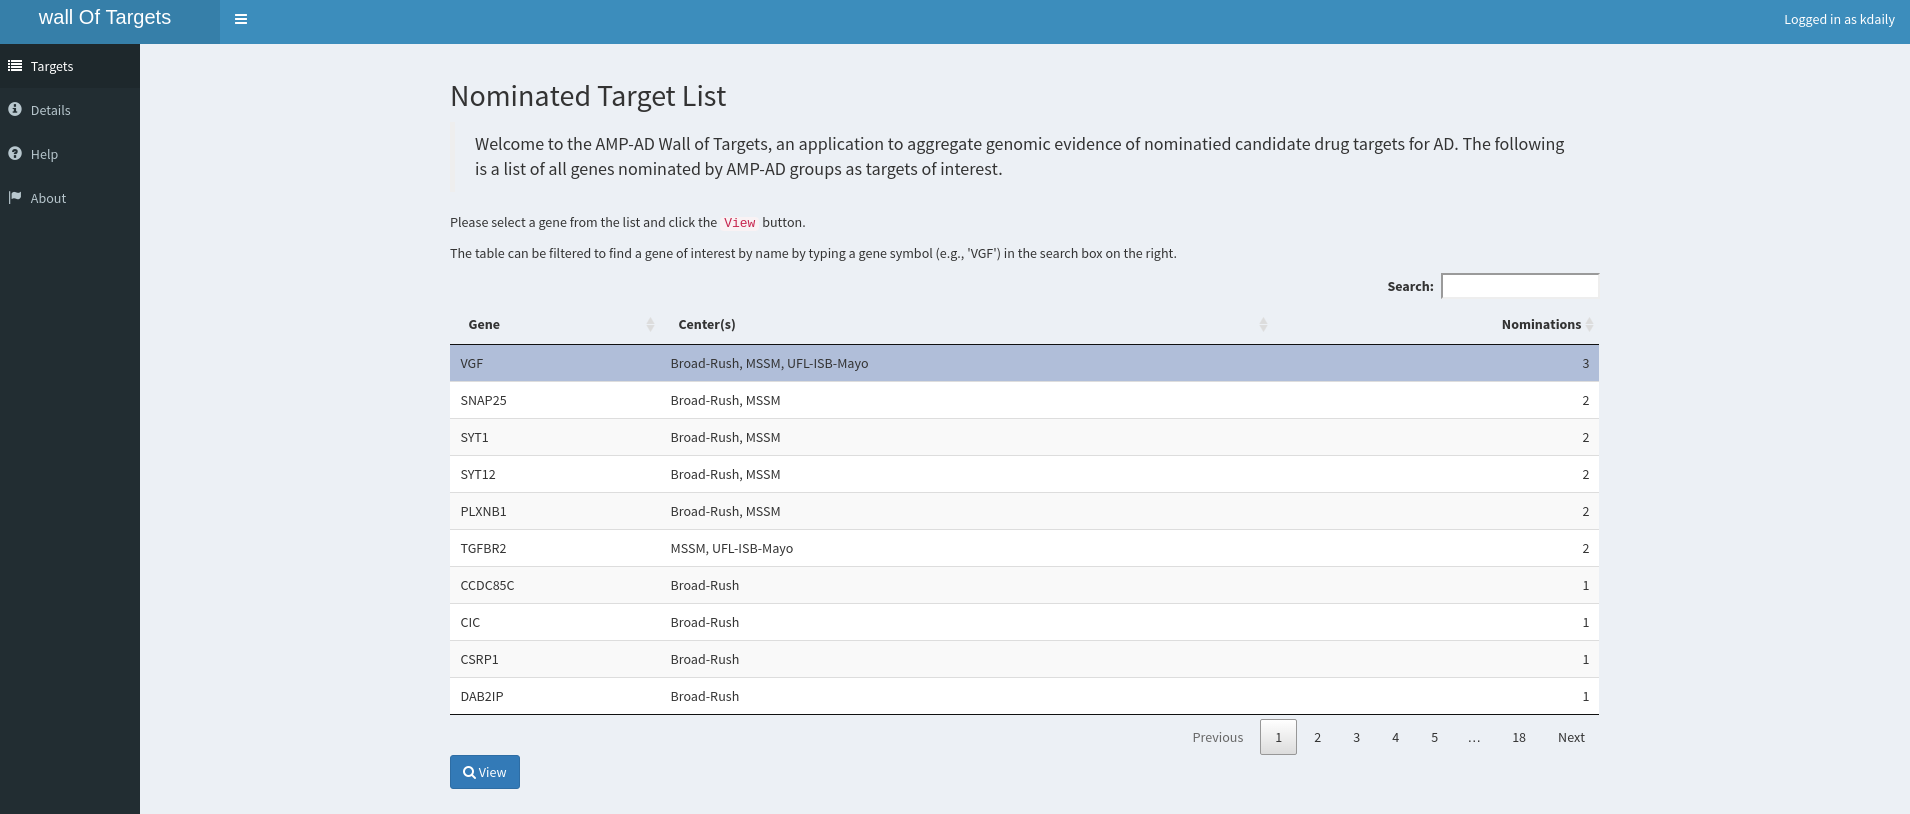 wall Of Targets
Logged in as kdaily
Targets
Details
Help
About
Nominated Target List
Welcome to the AMP-AD Wall of Targets, an application to aggregate genomic evidence of nominatied candidate drug targets for AD. The following
is a list of all genes nominated by AMP-AD groups as targets of interest.
Please select a gene from the list and click the View button.
The table can be filtered to find a gene of interest by name by typing a gene symbol (e.g., 'VGF') in the search box on the right.
Search:
Gene Center(s) Nominations
VGF Broad-Rush, MSSM, UFL-ISB-Mayo 3
SNAP25 Broad-Rush, MSSM 2
SYT1 Broad-Rush, MSSM 2
SYT12 Broad-Rush, MSSM 2
PLXNB1 Broad-Rush, MSSM 2
TGFBR2 MSSM, UFL-ISB-Mayo 2
CCDC85C Broad-Rush 1
CIC Broad-Rush 1
CSRP1 Broad-Rush 1
DAB2IP Broad-Rush 1
Previous 1 2 3 4 5 … 18 Next
View